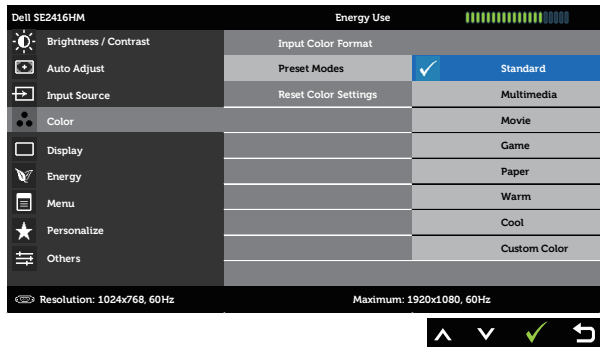 Dell SE2416HM Energy Use
Brightness / Contrast Input Color Format
Auto Adjust Preset Modes Standard
Input Source Reset Color Settings Multimedia
Color Movie
Display Game
Energy Paper
Menu Warm
Personalize Cool
Others Custom Color
Resolution: 1024x768, 60Hz Maximum: 1920x1080, 60Hz